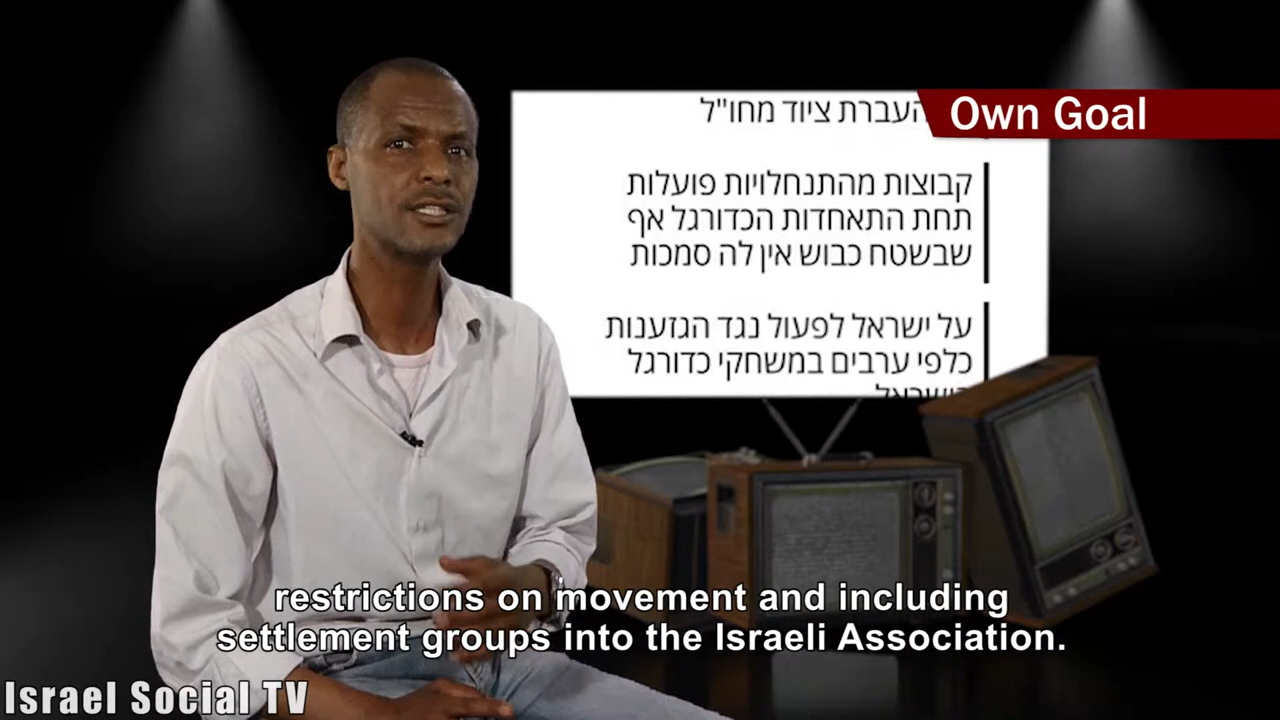 Own Goal
העברת ציוד מחו"ל
קבוצות מהתנחלויות פועלות
תחת התאחדות הכדורגל אף
שבשטח כבוש אין לה סמכות
על ישראל לפעול נגד הגזענות
כלפי ערבים במשחקי כדורגל
restrictions on movement and including
settlement groups into the Israeli Association.
Israel Social TV